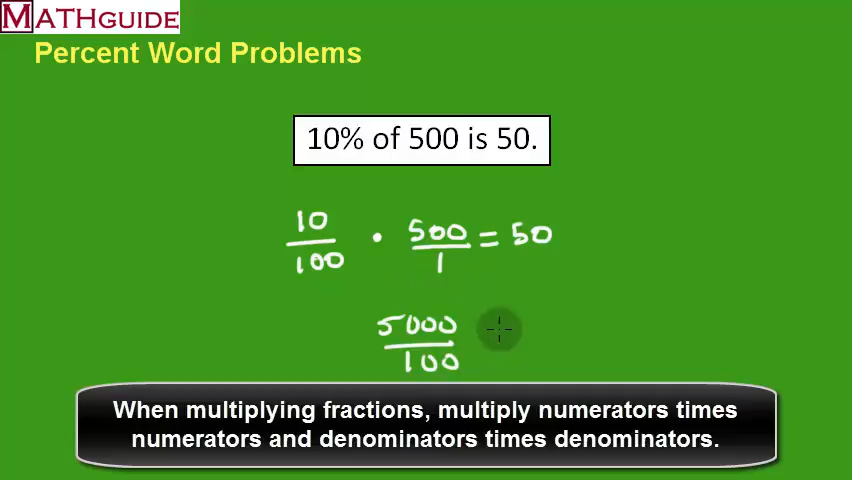 MATHGUIDE
Percent Word Problems
10% of 500 is 50.
10/100 · 500/1 = 50
5000/100
When multiplying fractions, multiply numerators times
numerators and denominators times denominators.